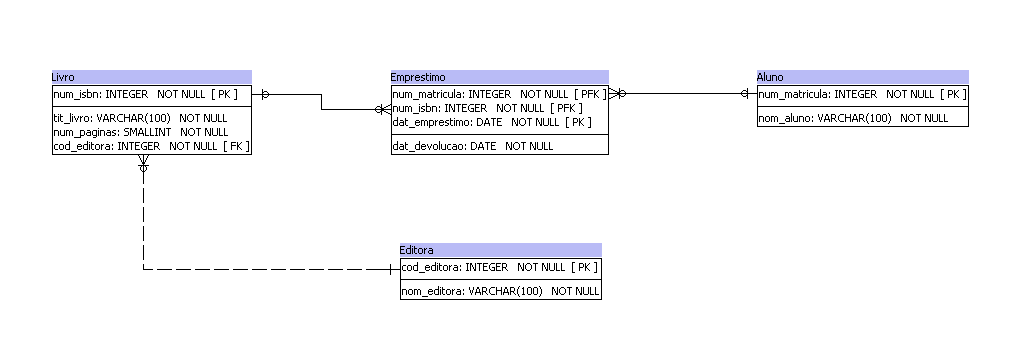 Livro
num_isbn: INTEGER NOT NULL [ PK ]
tit_livro: VARCHAR(100) NOT NULL
num_paginas: SMALLINT NOT NULL
cod_editora: INTEGER NOT NULL [ FK ]
Emprestimo
num_matricula: INTEGER NOT NULL [ PFK ]
num_isbn: INTEGER NOT NULL [ PFK ]
dat_emprestimo: DATE NOT NULL [ PK ]
dat_devolucao: DATE NOT NULL
Aluno
num_matricula: INTEGER NOT NULL [ PK ]
nom_aluno: VARCHAR(100) NOT NULL
Editora
cod_editora: INTEGER NOT NULL [ PK ]
nom_editora: VARCHAR(100) NOT NULL